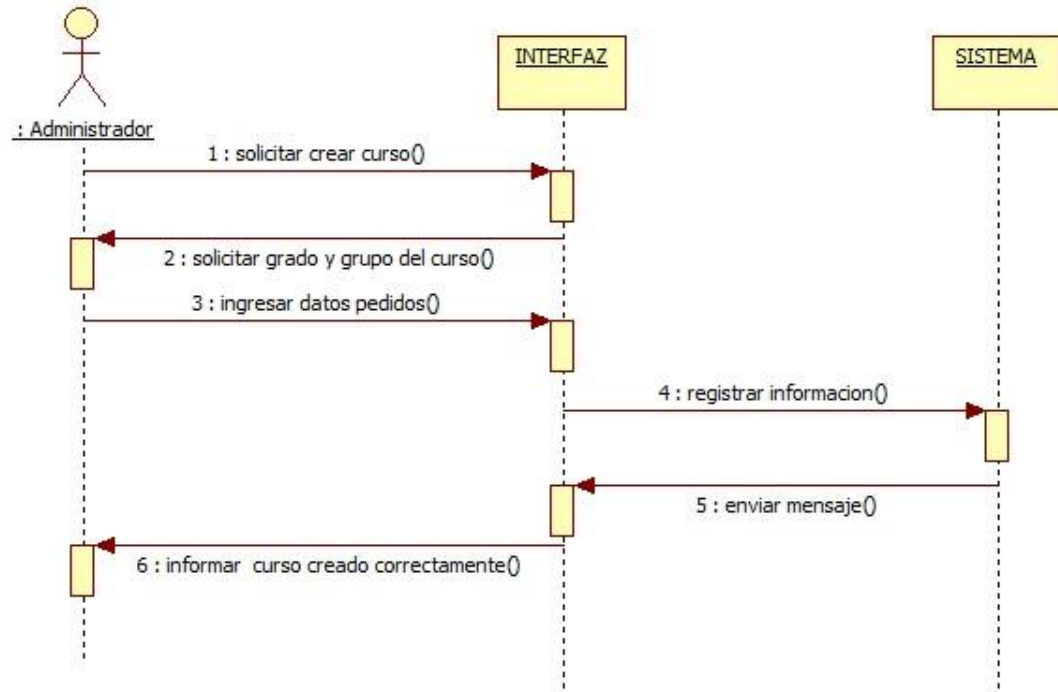 INTERFAZ
SISTEMA
: Administrador
1 : solicitar crear curso()
2 : solicitar grado y grupo del curso()
3 : ingresar datos pedidos()
4 : registrar informacion()
5 : enviar mensaje()
6 : informar  curso creado correctamente()